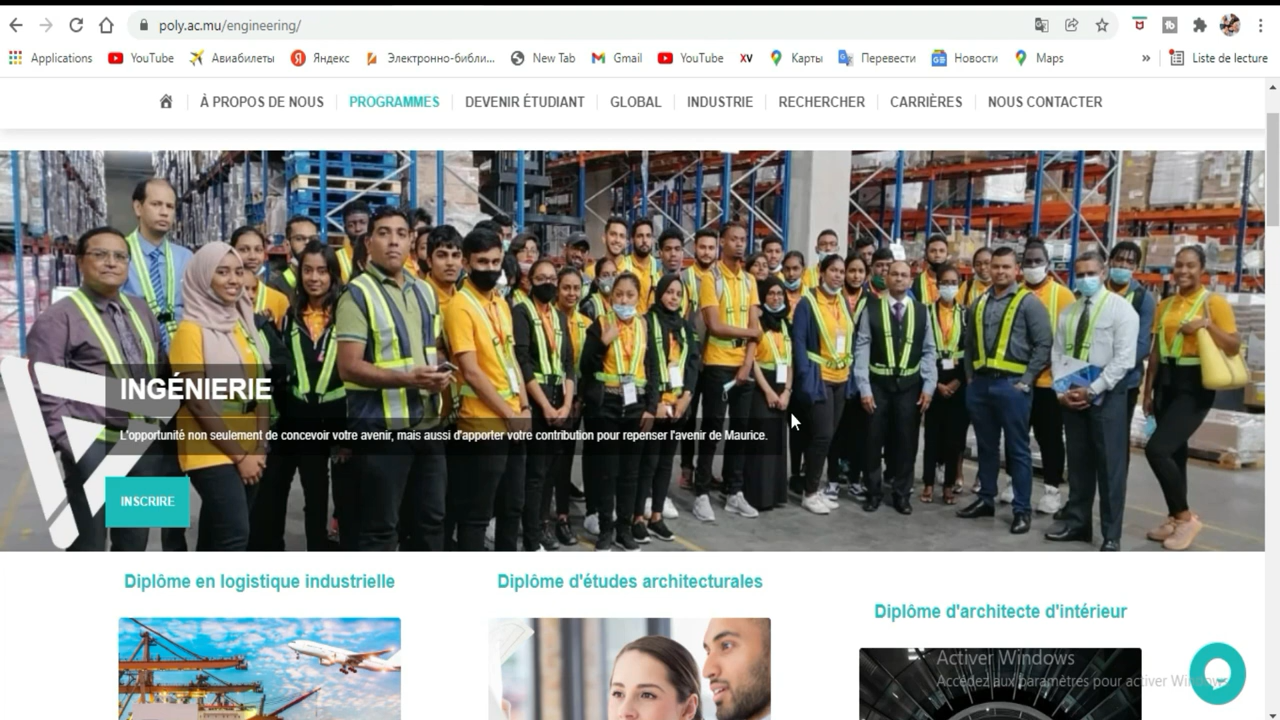 poly.ac.mu/engineering/
Applications YouTube Авиабилеты Яндекс Электронно-библи... New Tab Gmail YouTube XV Карты Перевести Новости Maps » Liste de lecture
À PROPOS DE NOUS PROGRAMMES DEVENIR ÉTUDIANT GLOBAL INDUSTRIE RECHERCHER CARRIÈRES NOUS CONTACTER
INGÉNIERIE
L'opportunité non seulement de concevoir votre avenir, mais aussi d'apporter votre contribution pour repenser l'avenir de Maurice.
INSCRIRE
Diplôme en logistique industrielle
Diplôme d'études architecturales
Diplôme d'architecte d'intérieur
Activer Windows
Accédez aux paramètres pour activer Windows.